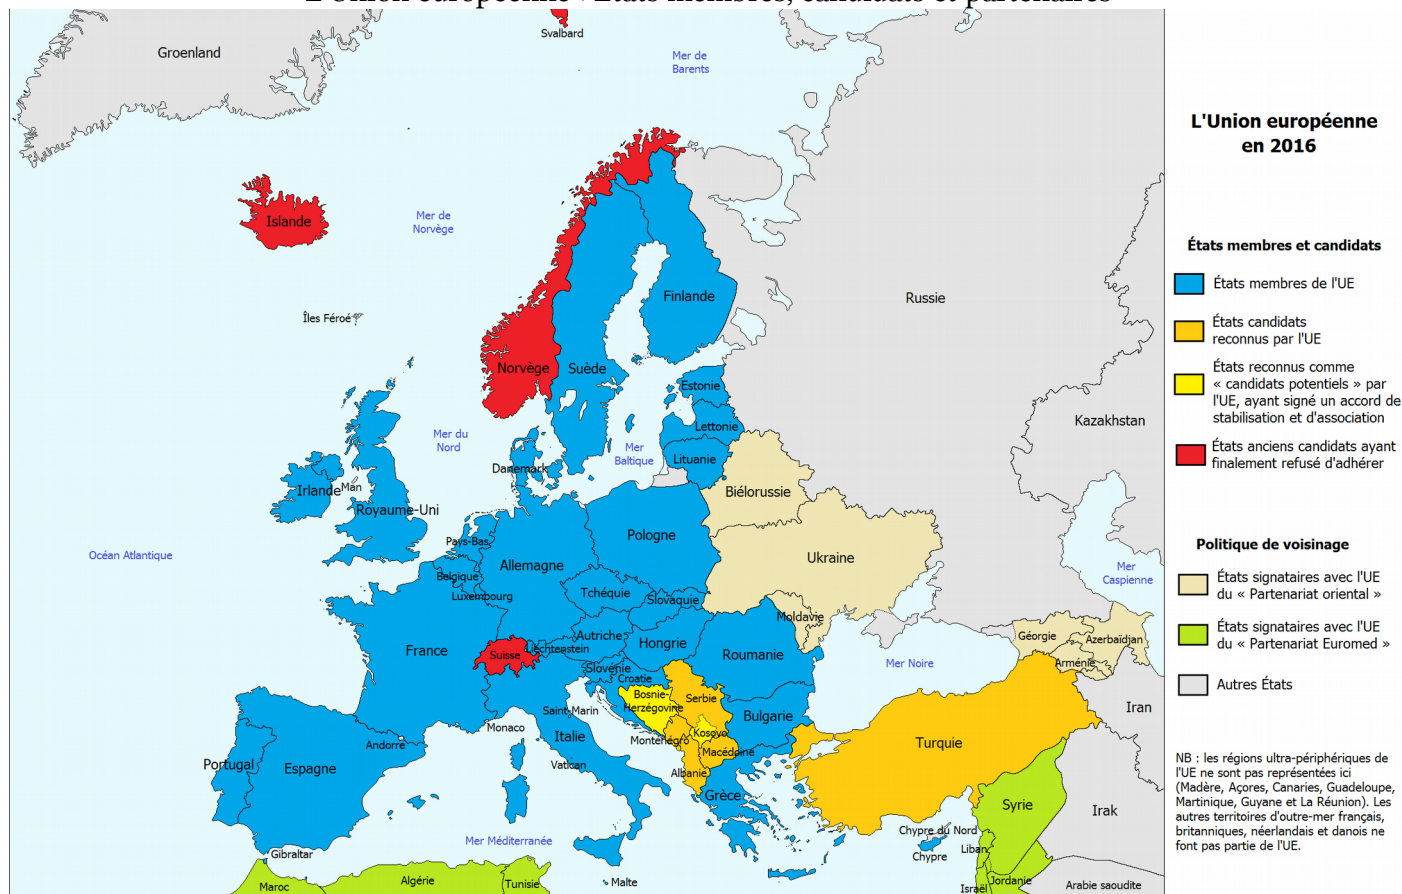 L'Union européenne : États membres, candidats et partenaires
Groenland
Svalbard
Mer de
Barents
Islande
Mer de
Norvège
Îles Féroé
Finlande
Russie
Norvège
Suède
Estonie
Lettonie
Lituanie
Mer du
Nord
Mer
Baltique
Danemark
Kazakhstan
Irlande
Man
Royaume-Uni
Biélorussie
Pays-Bas
Pologne
Ukraine
Océan Atlantique
Allemagne
Belgique
Luxembourg
Tchéquie
Slovaquie
Mer
Caspienne
Moldavie
France
Suisse
Liechtenstein
Autriche
Hongrie
Roumanie
Mer Noire
Géorgie
Azerbaïdjan
Arménie
Slovénie
Croatie
Bosnie-
Herzégovine
Serbie
Saint-Marin
Monaco
Italie
Monténégro
Kosovo
Bulgarie
Macédoine
Andorre
Vatican
Albanie
Turquie
Iran
Portugal
Espagne
Grèce
Syrie
Irak
Mer Méditerranée
Chypre du Nord
Chypre
Liban
Gibraltar
Malte
Maroc
Algérie
Tunisie
Israël
Jordanie
Arabie saoudite
L'Union européenne
en 2016
États membres et candidats
États membres de l'UE
États candidats
reconnus par l'UE
États reconnus comme
« candidats potentiels » par
l'UE, ayant signé un accord de
stabilisation et d'association
États anciens candidats ayant
finalement refusé d'adhérer
Politique de voisinage
États signataires avec l'UE
du « Partenariat oriental »
États signataires avec l'UE
du « Partenariat Euromed »
Autres États
NB : les régions ultra-périphériques de
l'UE ne sont pas représentées ici
(Madère, Açores, Canaries, Guadeloupe,
Martinique, Guyane et La Réunion). Les
autres territoires d'outre-mer français,
britanniques, néerlandais et danois ne
font pas partie de l'UE.